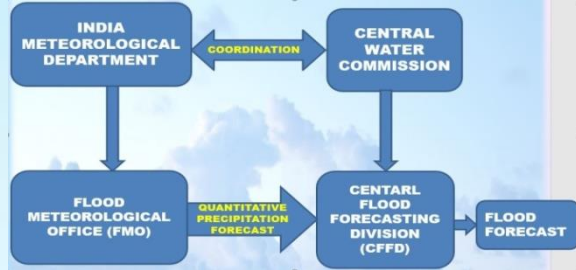 INDIA
METEOROLOGICAL
DEPARTMENT
COORDINATION
CENTRAL
WATER
COMMISSION
FLOOD
METEOROLOGICAL
OFFICE (FMO)
QUANTITATIVE
PRECIPITATION
FORECAST
CENTARL
FLOOD
FORECASTING
DIVISION
(CFFD)
FLOOD
FORECAST